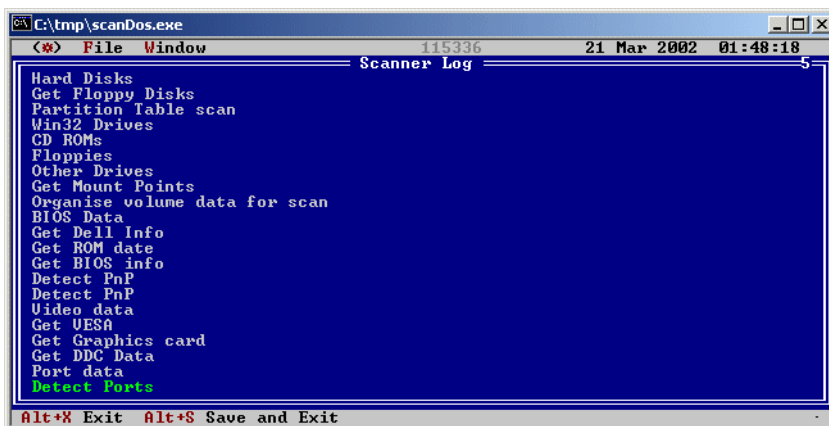 C:\tmp\scanDos.exe
(*) File Window 115336 21 Mar 2002 01:48:18
Scanner Log 5
Hard Disks
Get Floppy Disks
Partition Table scan
Win32 Drives
CD ROMs
Floppies
Other Drives
Get Mount Points
Organise volume data for scan
BIOS Data
Get Dell Info
Get ROM date
Get BIOS info
Detect PnP
Detect PnP
Video data
Get VESA
Get Graphics card
Get DDC Data
Port data
Detect Ports
Alt+X Exit Alt+S Save and Exit